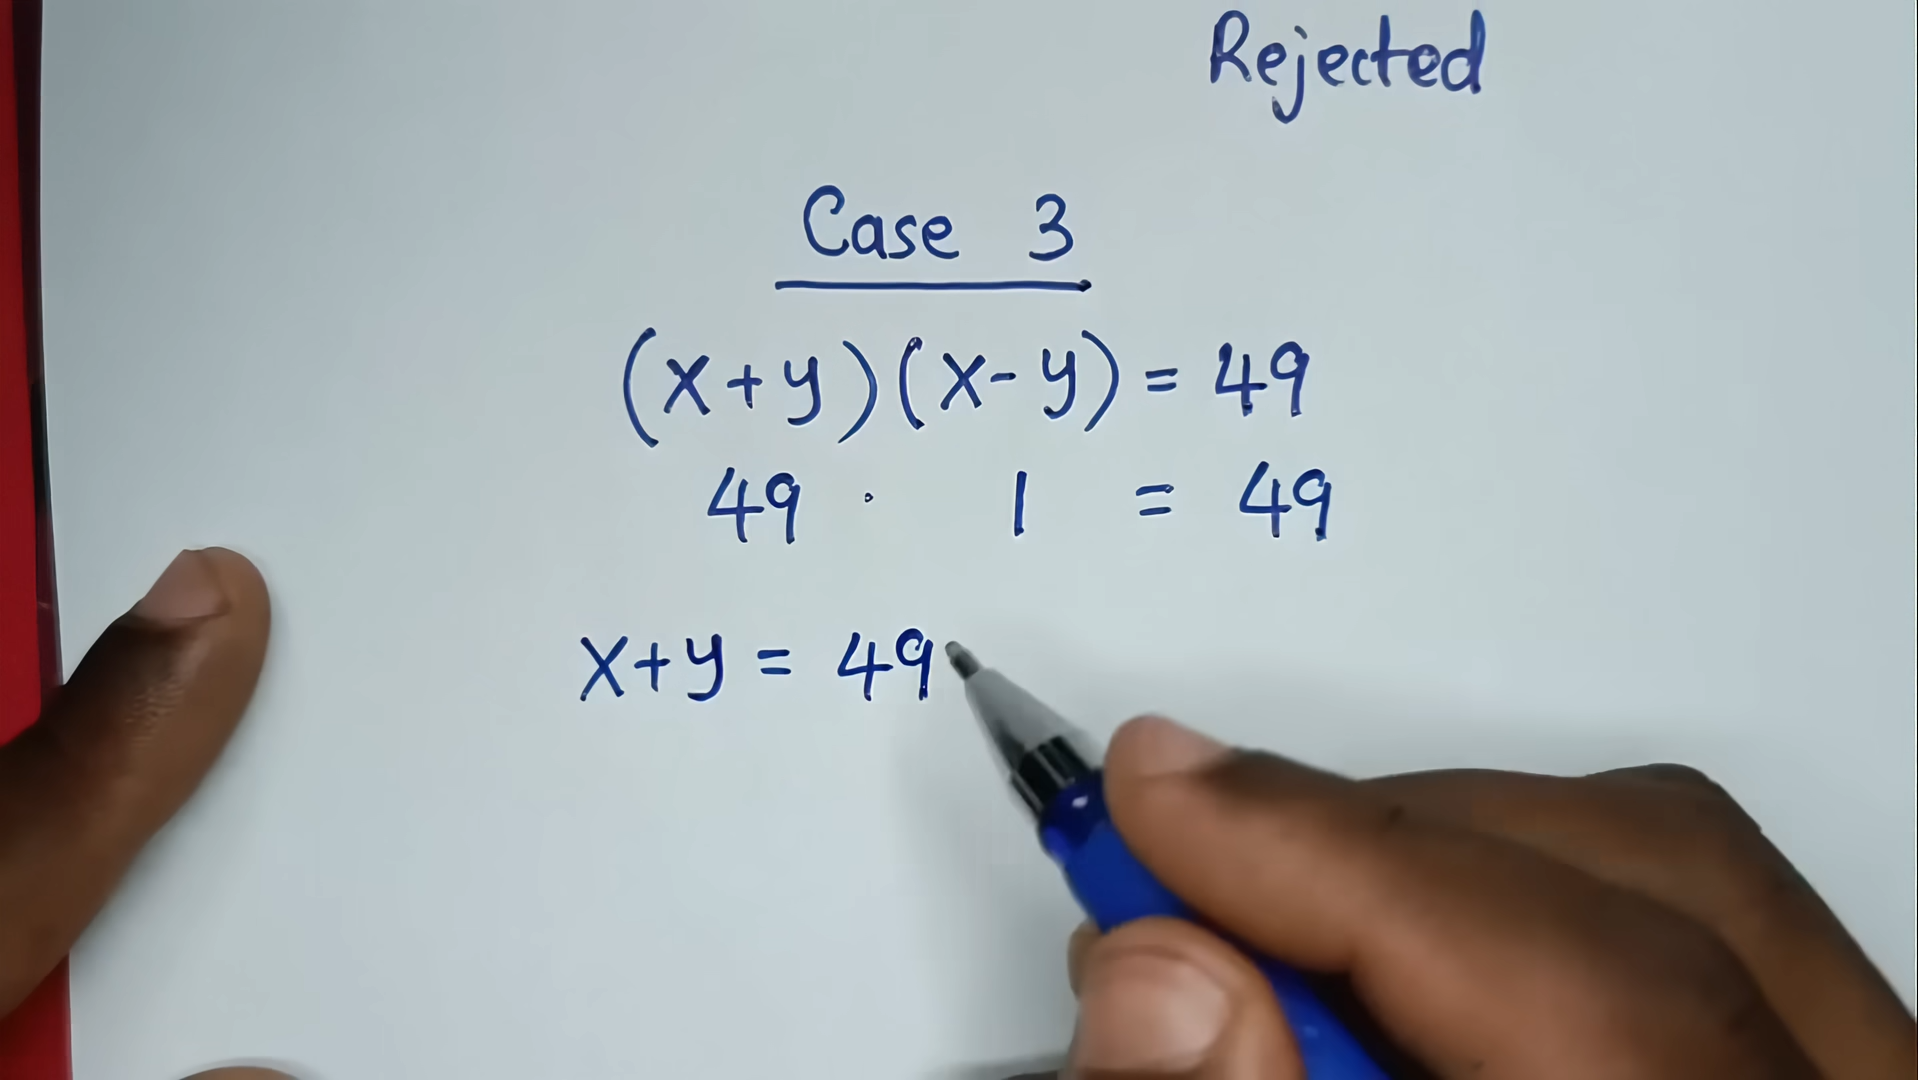 Rejected
Case 3
(x+y)(x-y) = 49
49 · 1 = 49
x+y = 49